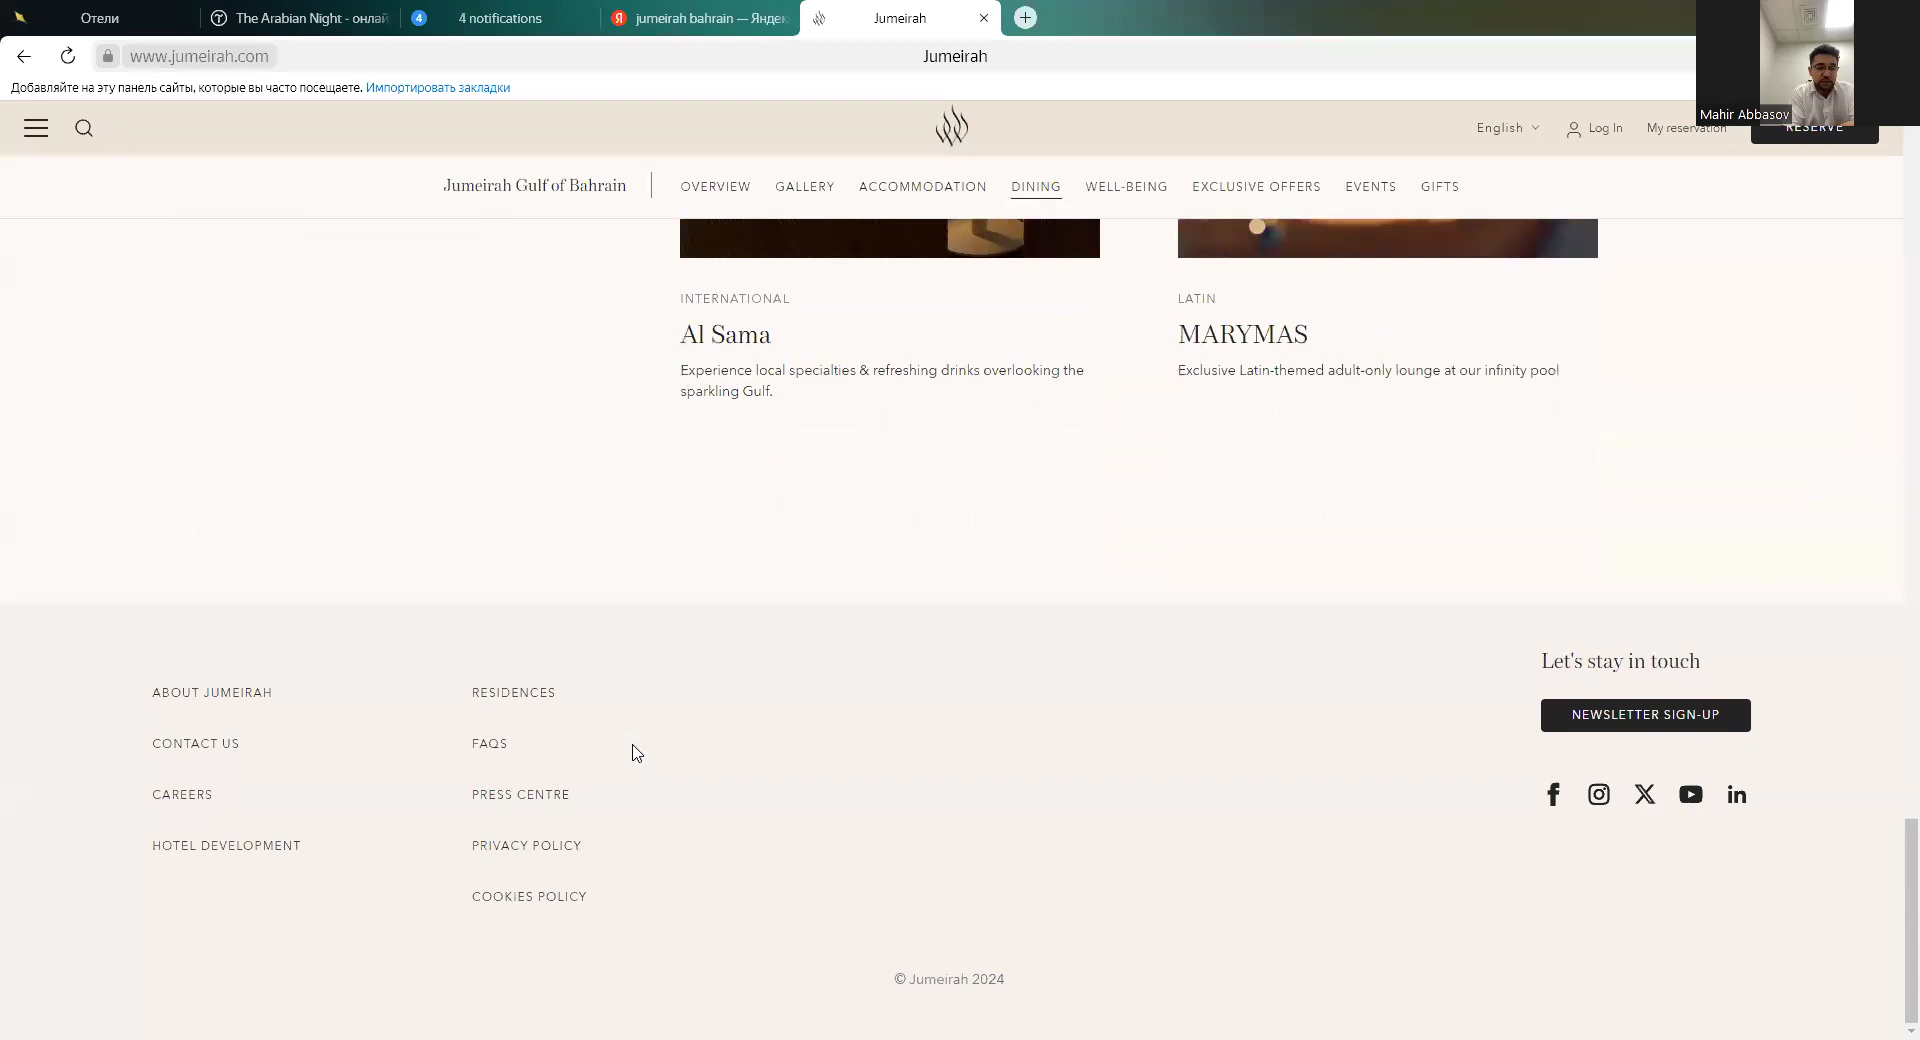 Отели
The Arabian Night - онлай
4
4 notifications
Я
jumeirah bahrain — Яндек
Jumeirah
www.jumeirah.com
Jumeirah
Добавляйте на эту панель сайты, которые вы часто посещаете. Импортировать закладки
Mahir Abbasov
English
Log In
My reservation
RESERVE
Jumeirah Gulf of Bahrain
OVERVIEW
GALLERY
ACCOMMODATION
DINING
WELL-BEING
EXCLUSIVE OFFERS
EVENTS
GIFTS
INTERNATIONAL
Al Sama
Experience local specialties & refreshing drinks overlooking the
sparkling Gulf.
LATIN
MARYMAS
Exclusive Latin-themed adult-only lounge at our infinity pool
ABOUT JUMEIRAH
CONTACT US
CAREERS
HOTEL DEVELOPMENT
RESIDENCES
FAQS
PRESS CENTRE
PRIVACY POLICY
COOKIES POLICY
Let's stay in touch
NEWSLETTER SIGN-UP
© Jumeirah 2024